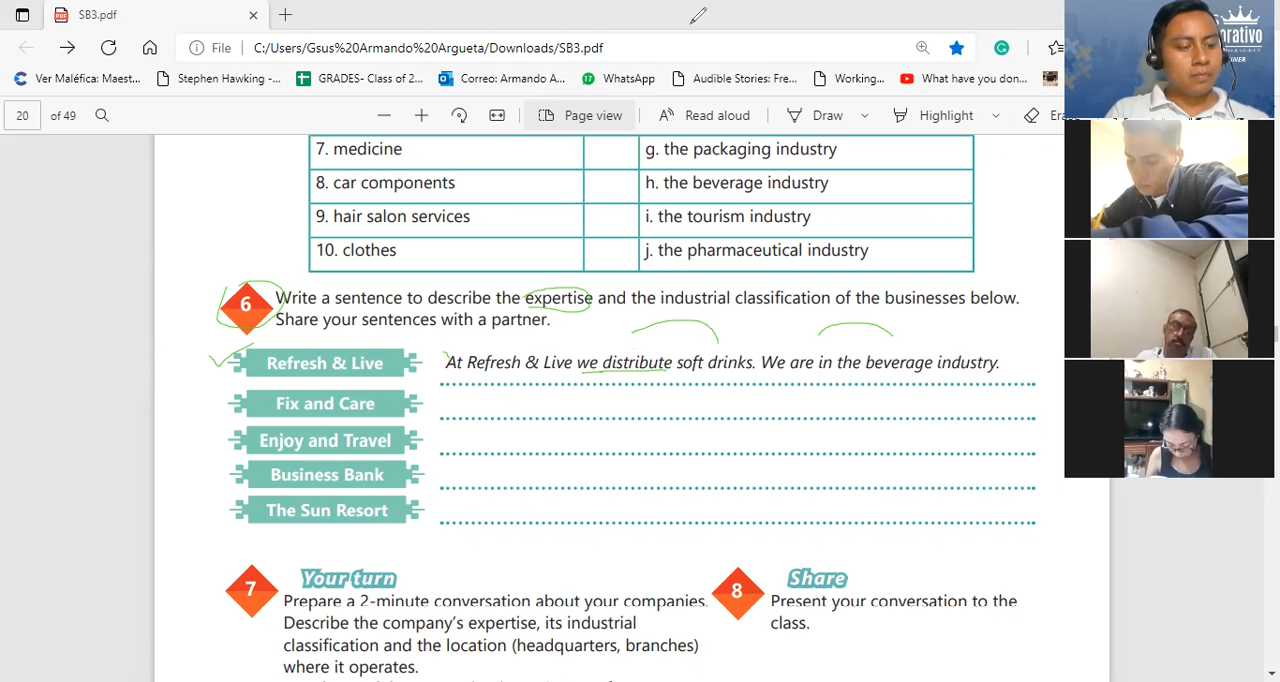 SB3.pdf
File
C:/Users/Gsus%20Armando%20Argueta/Downloads/SB3.pdf
Ver Maléfica: Maest...
Stephen Hawking -...
GRADES- Class of 2...
Correo: Armando A...
17
WhatsApp
Audible Stories: Fre...
Working...
What have you don...
20
of 49
Page view
Read aloud
Draw
Highlight
7. medicine
g. the packaging industry
8. car components
h. the beverage industry
9. hair salon services
i. the tourism industry
10. clothes
j. the pharmaceutical industry
6
Write a sentence to describe the expertise and the industrial classification of the businesses below.
Share your sentences with a partner.
Refresh & Live
At Refresh & Live we distribute soft drinks. We are in the beverage industry.
Fix and Care
Enjoy and Travel
Business Bank
The Sun Resort
7
Your turn
8
Share
Prepare a 2-minute conversation about your companies.
Present your conversation to the
Describe the company's expertise, its industrial
class.
classification and the location (headquarters, branches)
where it operates.